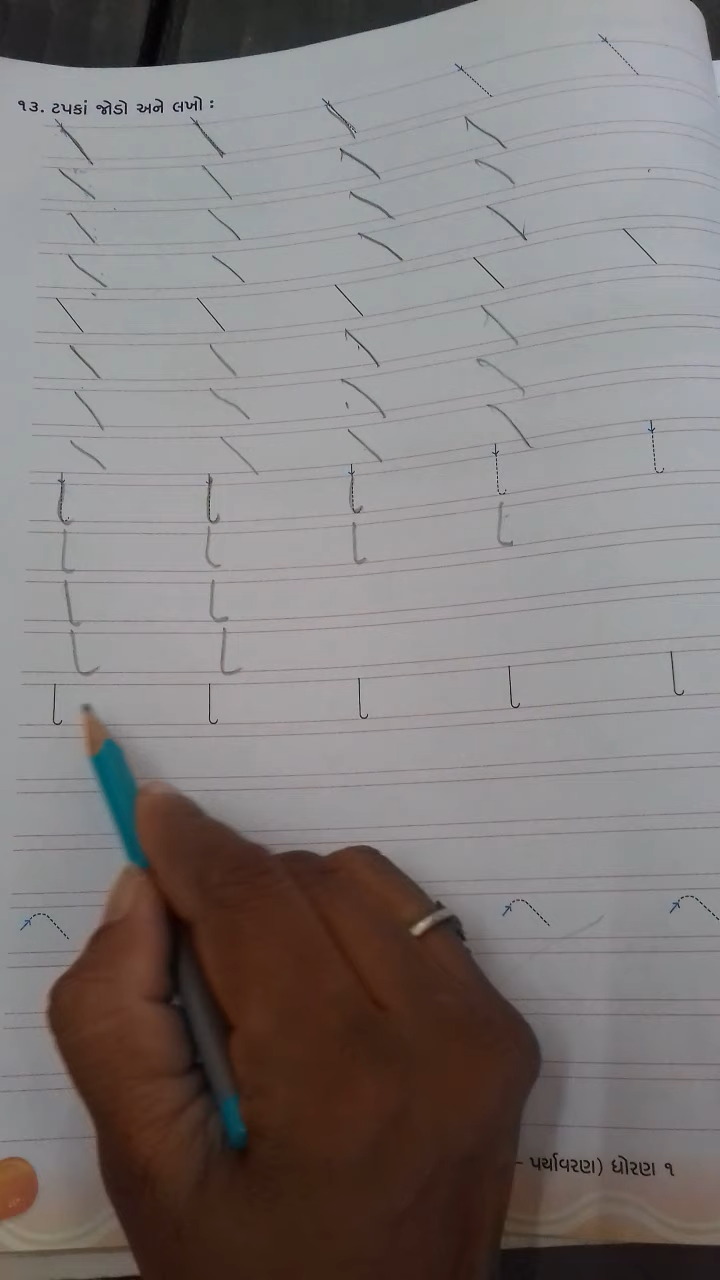 ૧૩. ટપકાં જોડો અને લખો :
- પર્યાવરણ) ધોરણ ૧